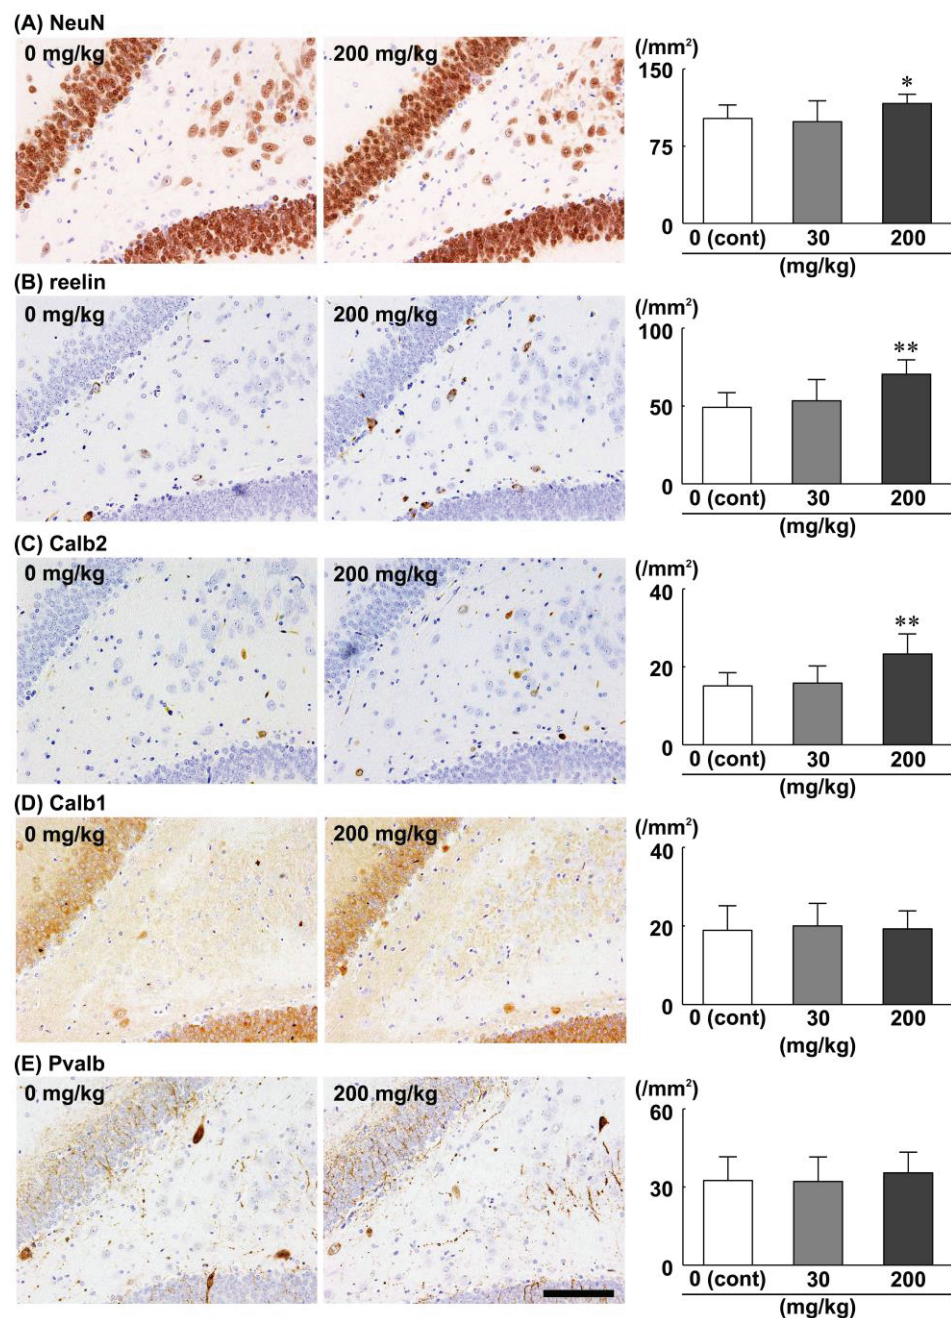 (A) NeuN
0 mg/kg
200 mg/kg
(/mm²)
150
75
0
*
0 (cont) 30 200
(mg/kg)
(B) reelin
0 mg/kg
200 mg/kg
(/mm²)
100
50
0
**
0 (cont) 30 200
(mg/kg)
(C) Calb2
0 mg/kg
200 mg/kg
(/mm²)
40
20
0
**
0 (cont) 30 200
(mg/kg)
(D) Calb1
0 mg/kg
200 mg/kg
(/mm²)
40
20
0
0 (cont) 30 200
(mg/kg)
(E) Pvalb
0 mg/kg
200 mg/kg
(/mm²)
60
30
0
0 (cont) 30 200
(mg/kg)